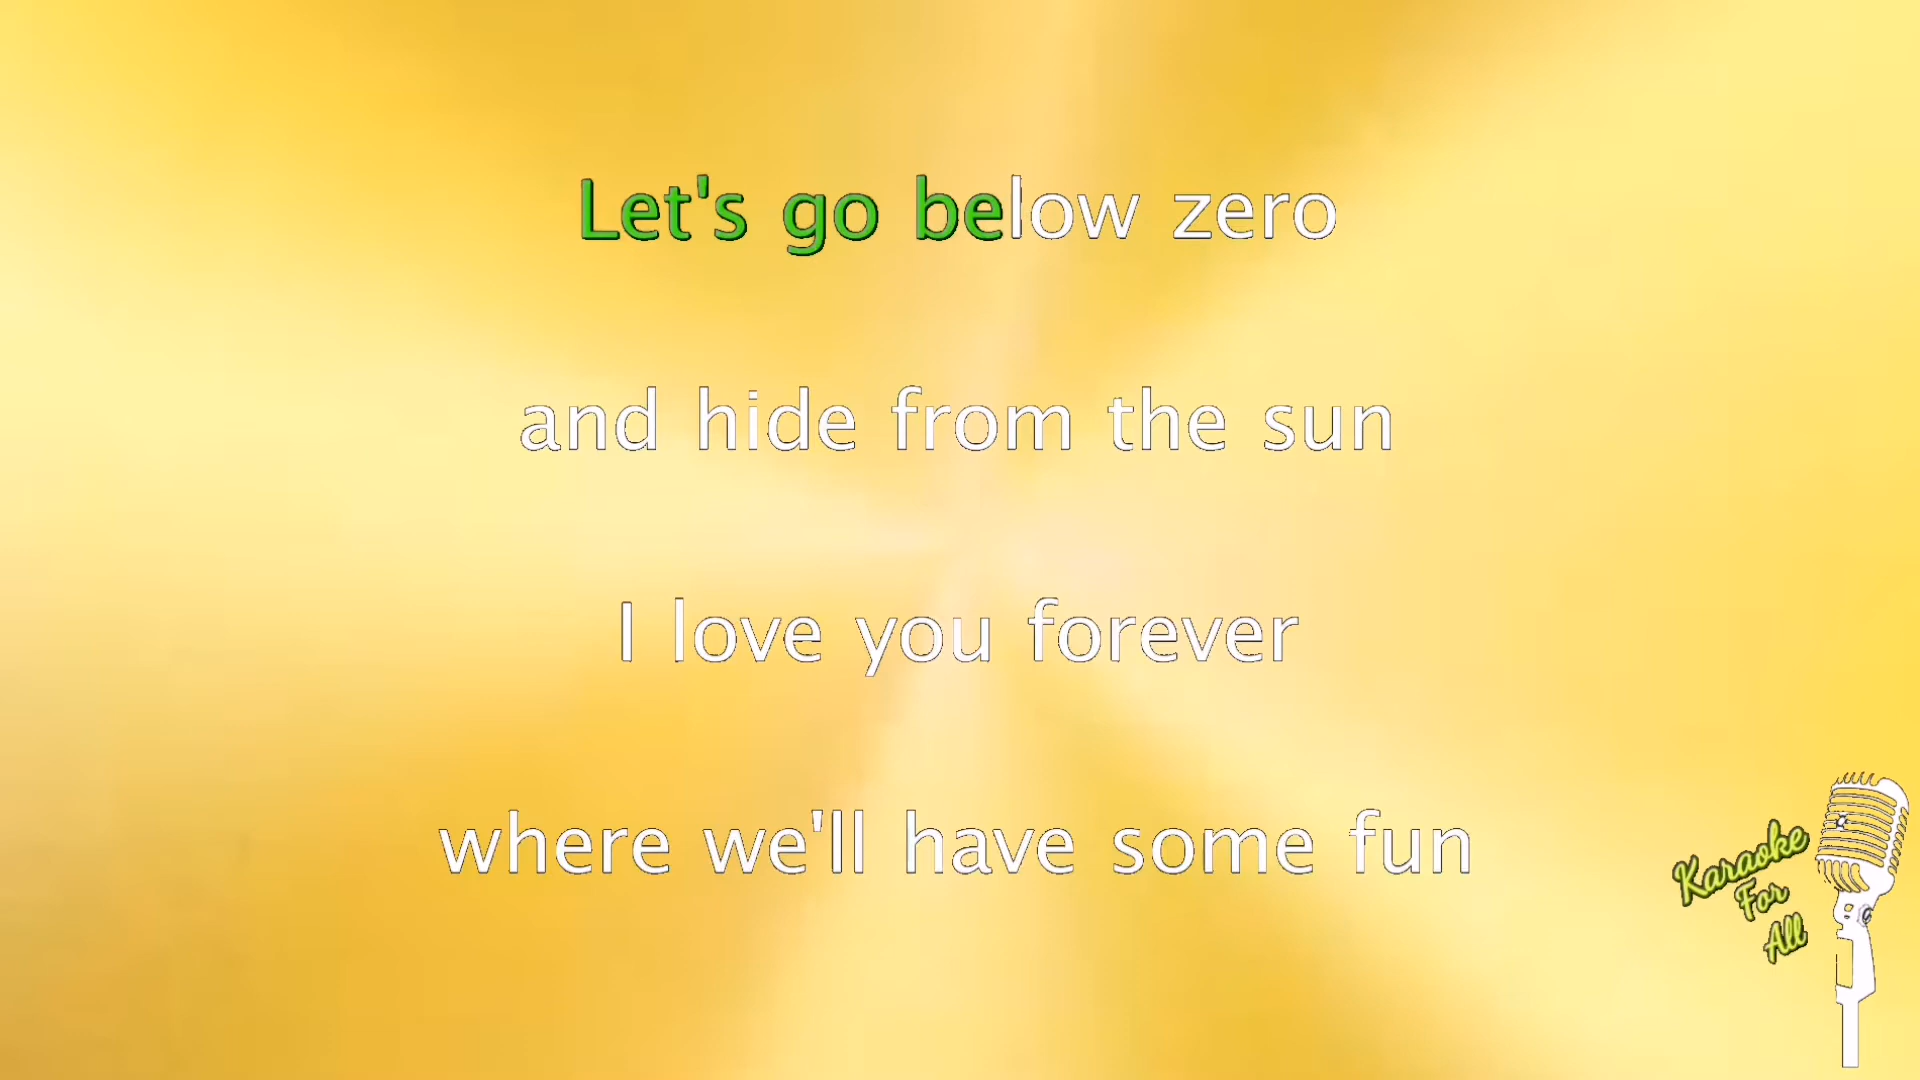 Let's go below zero
and hide from the sun
I love you forever
where we'll have some fun
Karaoke
For
All